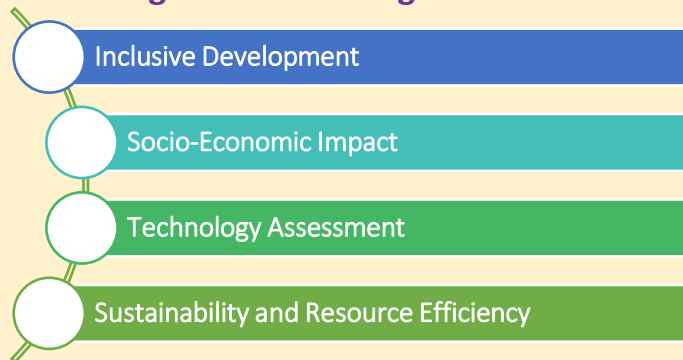 Inclusive Development
Socio-Economic Impact
Technology Assessment
Sustainability and Resource Efficiency